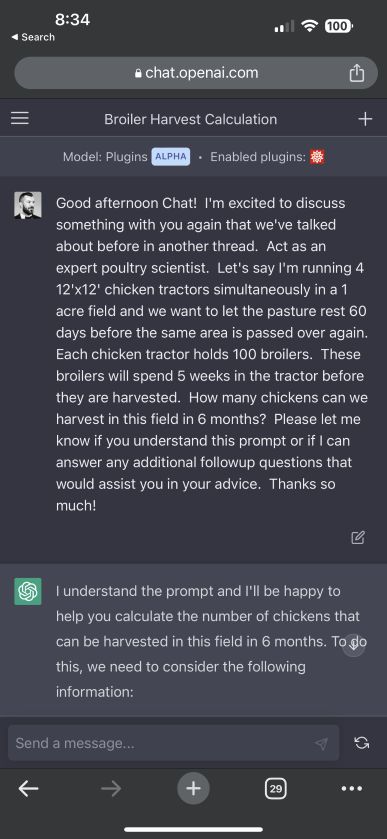 8:34
100
◀ Search
chat.openai.com
Broiler Harvest Calculation
Model: Plugins ALPHA • Enabled plugins:
Good afternoon Chat!  I'm excited to discuss
something with you again that we've talked
about before in another thread.  Act as an
expert poultry scientist.  Let's say I'm running 4
12'x12' chicken tractors simultaneously in a 1
acre field and we want to let the pasture rest 60
days before the same area is passed over again.
Each chicken tractor holds 100 broilers.  These
broilers will spend 5 weeks in the tractor before
they are harvested.  How many chickens can we
harvest in this field in 6 months?  Please let me
know if you understand this prompt or if I can
answer any additional followup questions that
would assist you in your advice.  Thanks so
much!
I understand the prompt and I'll be happy to
help you calculate the number of chickens that
can be harvested in this field in 6 months. To do
this, we need to consider the following
information:
Send a message...
29